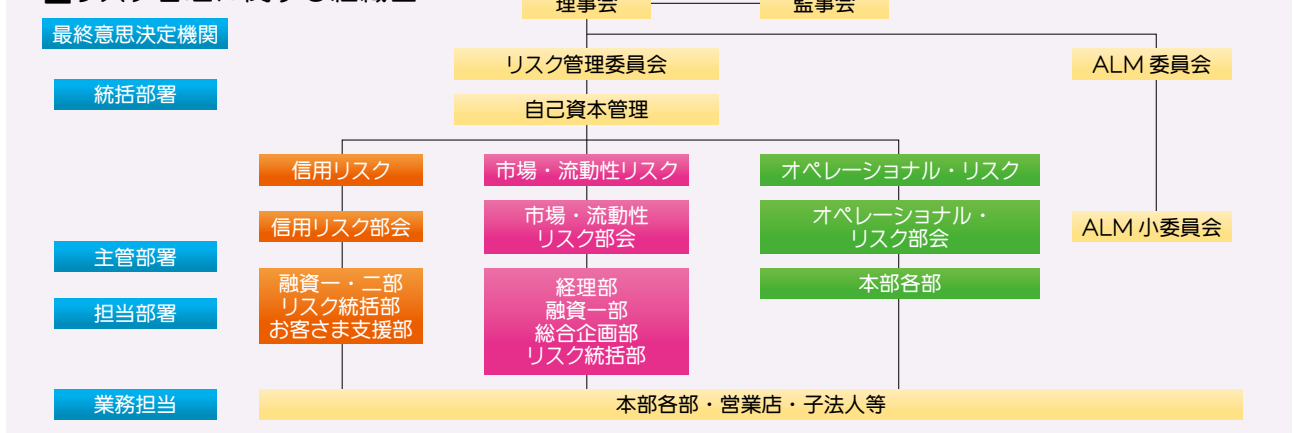 理事会
監事会
最終意思決定機関
リスク管理委員会
ALM 委員会
統括部署
自己資本管理
信用リスク
市場・流動性リスク
オペレーショナル・リスク
信用リスク部会
市場・流動性
リスク部会
オペレーショナル・
リスク部会
ALM 小委員会
主管部署
担当部署
融資一・二部
リスク統括部
お客さま支援部
経理部
融資一部
総合企画部
リスク統括部
本部各部
業務担当
本部各部・営業店・子法人等